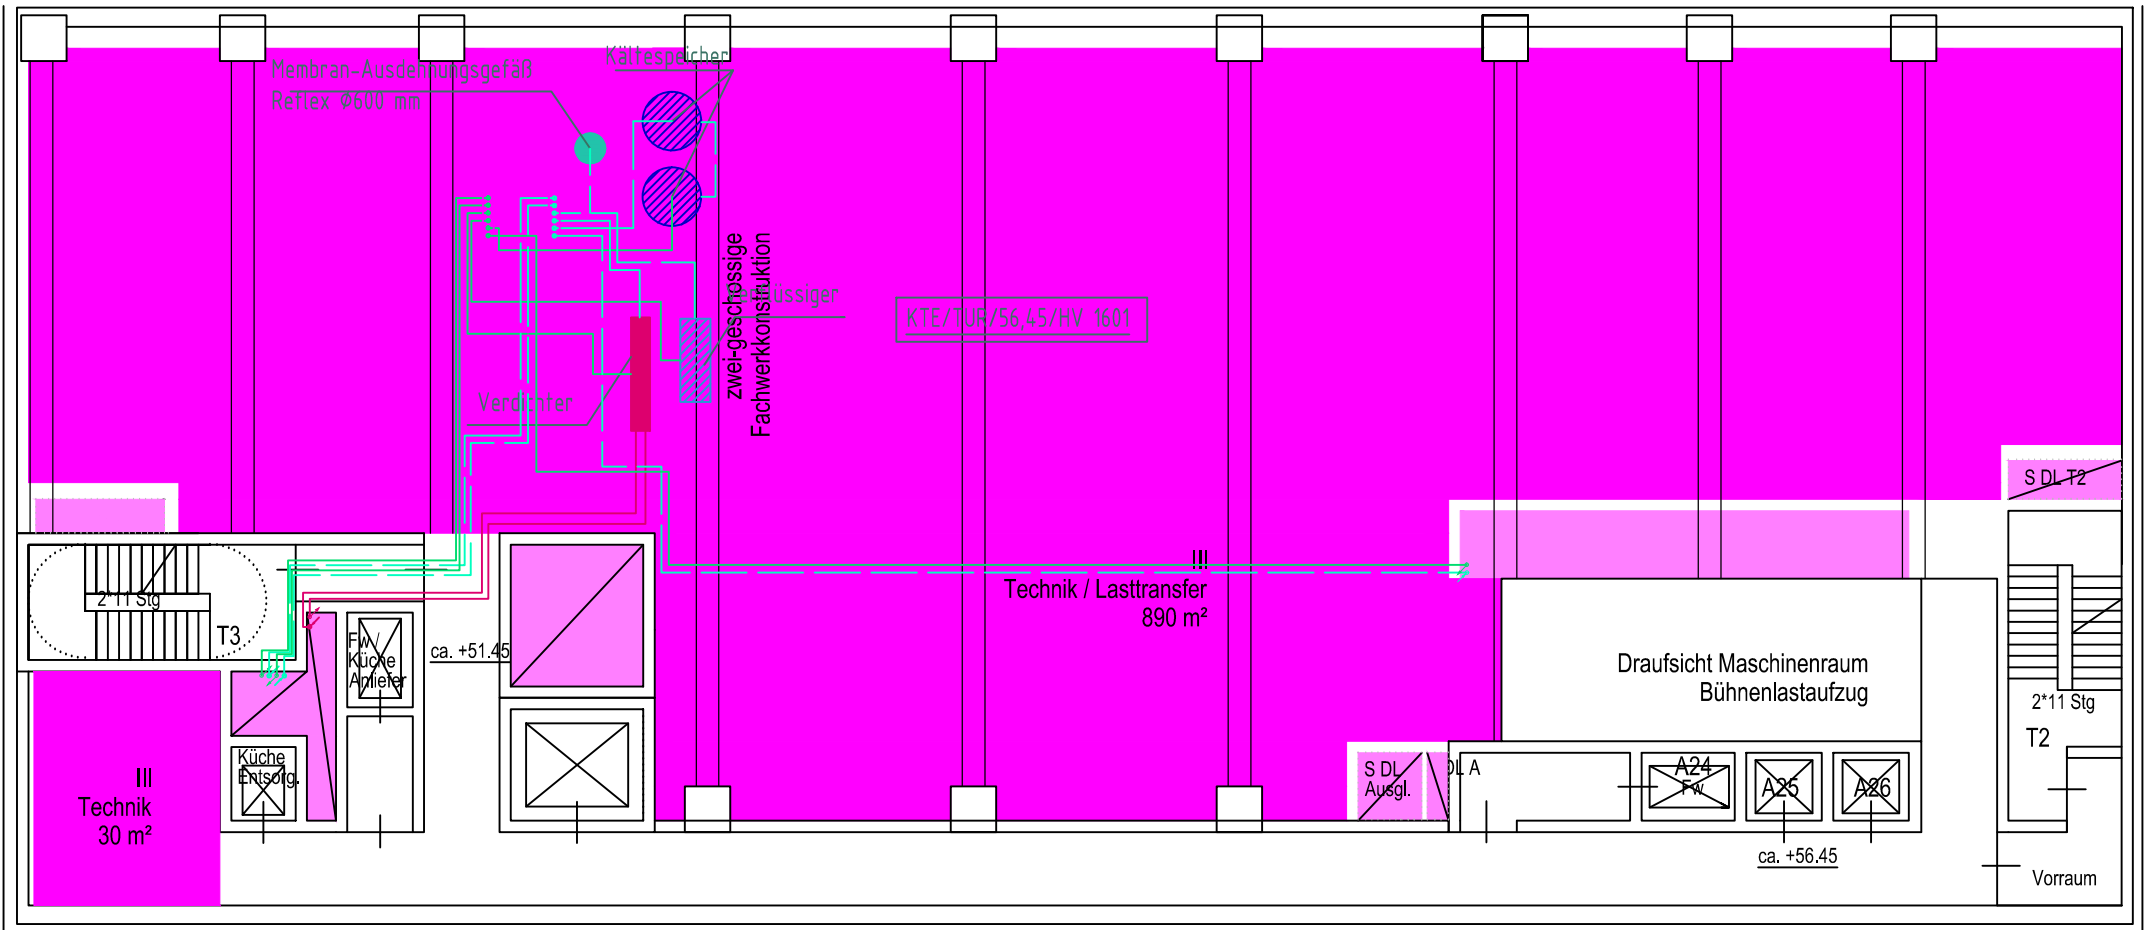 Kältespeicher
Membran-Ausdehnungsgefäß
Reflex Φ600 mm
zwei-geschossige
Fachwerkkonstruktion
Verflüssiger
KTE/TUR/56,45/HV 1601
Verdichter
S DL T2
III
Technik / Lasttransfer
890 m²
2*11 Stg
T3
Fw /
Küche
Anliefer
ca. +51.45
Draufsicht Maschinenraum
Bühnenlastaufzug
2*11 Stg
T2
Küche
Entsorg.
III
Technik
30 m²
S DL
Ausgl.
DL A
A24
Fw
A25
A26
ca. +56.45
Vorraum